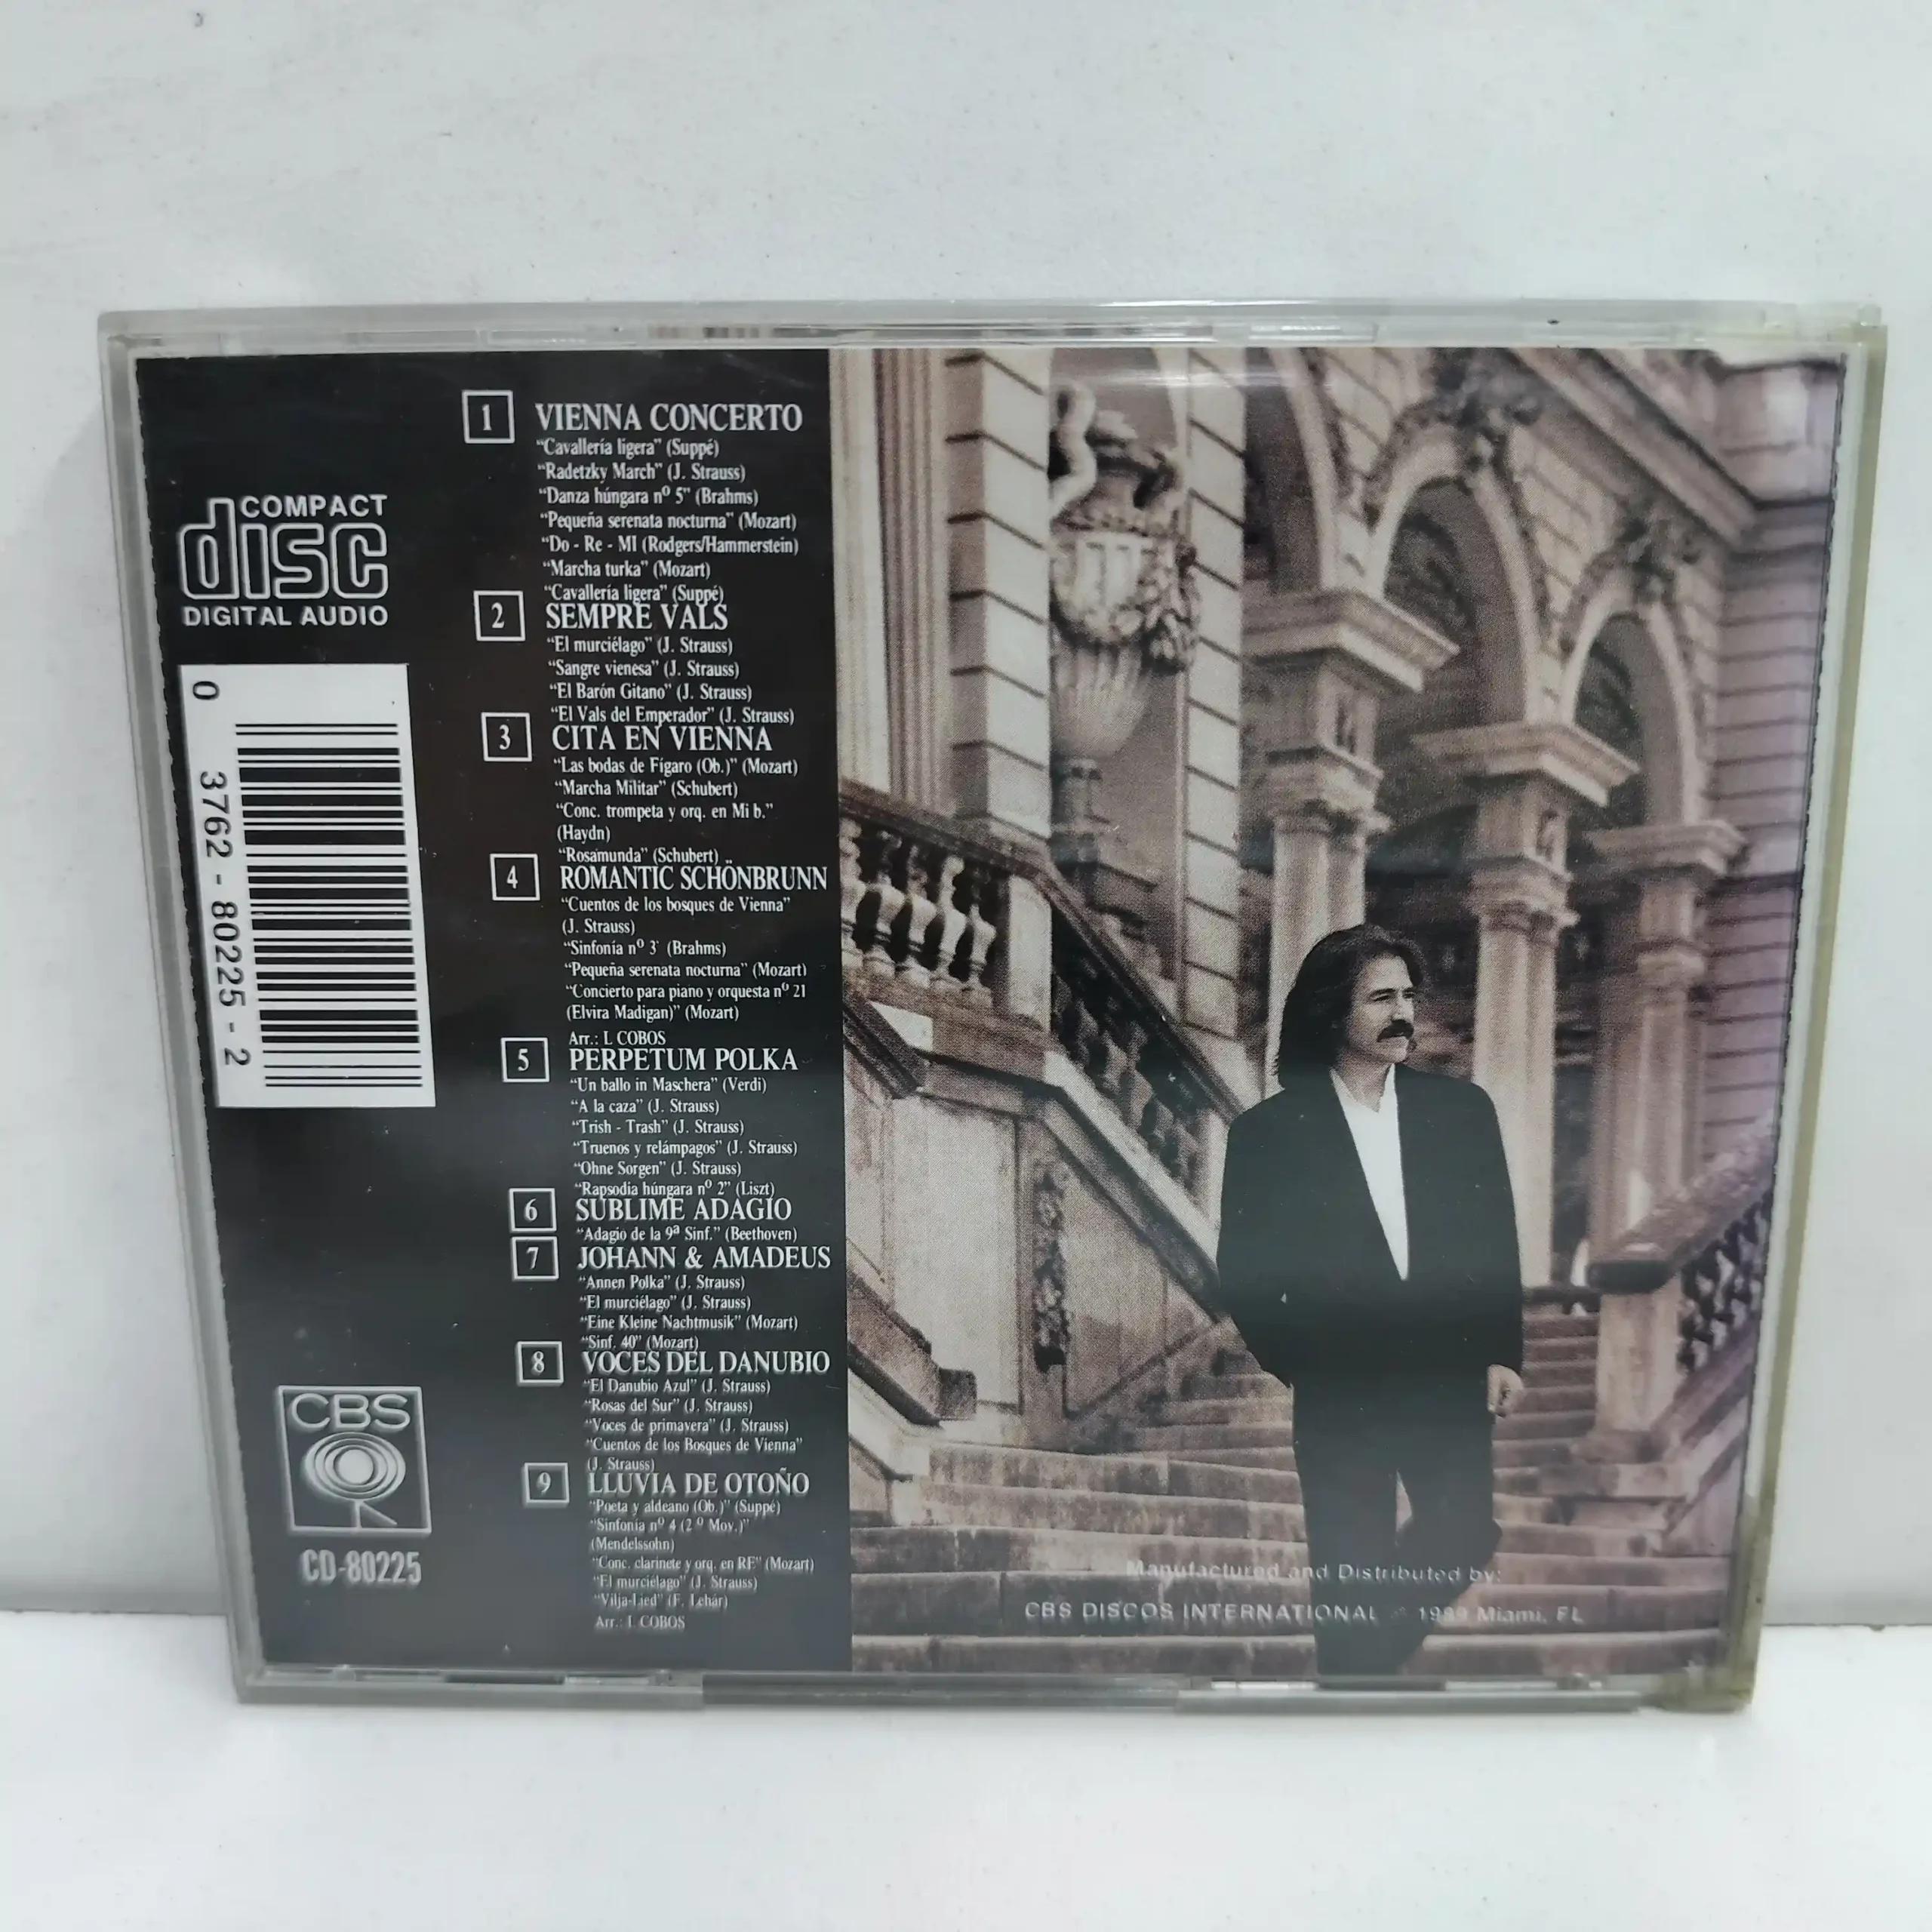 COMPACT
disc
DIGITAL AUDIO
0 3762 - 80225 - 2
CBS
CD-80225
1 VIENNA CONCERTO
“Cavallería ligera” (Suppé)
“Radetzky March” (J. Strauss)
“Danza húngara nº 5” (Brahms)
“Pequeña serenata nocturna” (Mozart)
“Do - Re - MI (Rodgers/Hammerstein)
“Marcha turka” (Mozart)
“Cavallería ligera” (Suppé)
2 SEMPRE VALS
“El murciélago” (J. Strauss)
“Sangre vienesa” (J. Strauss)
“El Barón Gitano” (J. Strauss)
“El Vals del Emperador” (J. Strauss)
3 CITA EN VIENNA
“Las bodas de Fígaro (Ob.)” (Mozart)
“Marcha Militar” (Schubert)
“Conc. trompeta y orq. en Mi b.”
(Haydn)
“Rosamunda” (Schubert)
4 ROMANTIC SCHÖNBRUNN
“Cuentos de los bosques de Vienna”
(J. Strauss)
“Sinfonía nº 3” (Brahms)
“Pequeña serenata nocturna” (Mozart)
“Concierto para piano y orquesta nº 21
(Elvira Madigan)” (Mozart)
Arr.: L COBOS
5 PERPETUM POLKA
“Un ballo in Maschera” (Verdi)
“A la caza” (J. Strauss)
“Trish - Trash” (J. Strauss)
“Truenos y relámpagos” (J. Strauss)
“Ohne Sorgen” (J. Strauss)
“Rapsodia húngara nº 2” (Liszt)
6 SUBLIME ADAGIO
“Adagio de la 9ª Sinf.” (Beethoven)
7 JOHANN & AMADEUS
“Annen Polka” (J. Strauss)
“El murciélago” (J. Strauss)
“Eine Kleine Nachtmusik” (Mozart)
“Sinf. 40” (Mozart)
8 VOCES DEL DANUBIO
“El Danubio Azul” (J. Strauss)
“Rosas del Sur” (J. Strauss)
“Voces de primavera” (J. Strauss)
“Cuentos de los Bosques de Vienna”
(J. Strauss)
9 LLUVIA DE OTOÑO
“Poeta y aldeano (Ob.)” (Suppé)
“Sinfonía nº 4 (2º Mov.)”
(Mendelssohn)
“Conc. clarinete y orq. en RE” (Mozart)
“El murciélago” (J. Strauss)
“Vilja-Lied” (F. Lehár)
Arr.: L COBOS
Manufactured and Distributed by:
CBS DISCOS INTERNATIONAL 1989 Miami, FL